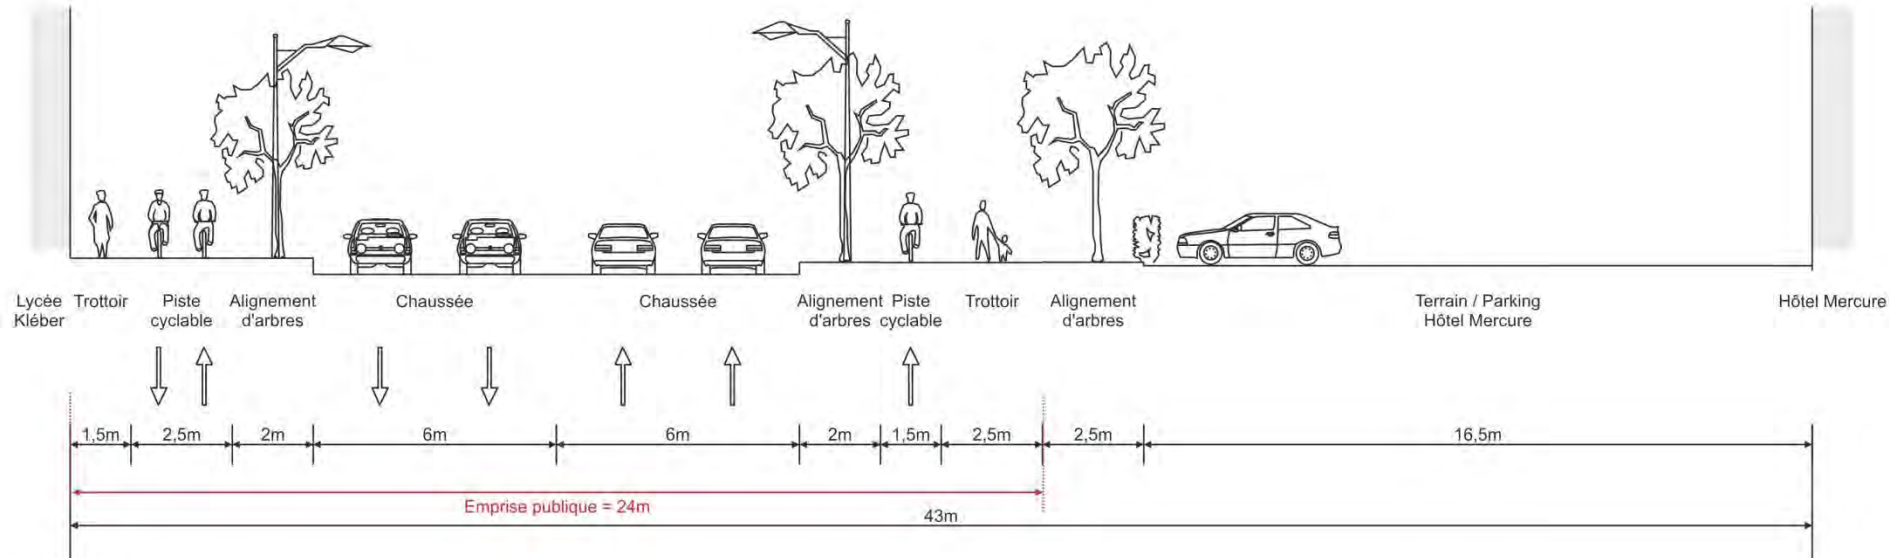 Lycée
Kléber
Trottoir
Piste
cyclable
Alignement
d'arbres
Chaussée
Chaussée
Alignement
d'arbres
Piste
cyclable
Trottoir
Alignement
d'arbres
Terrain / Parking
Hôtel Mercure
Hôtel Mercure
1,5m
2,5m
2m
6m
6m
2m
1,5m
2,5m
2,5m
16,5m
Emprise publique = 24m
43m